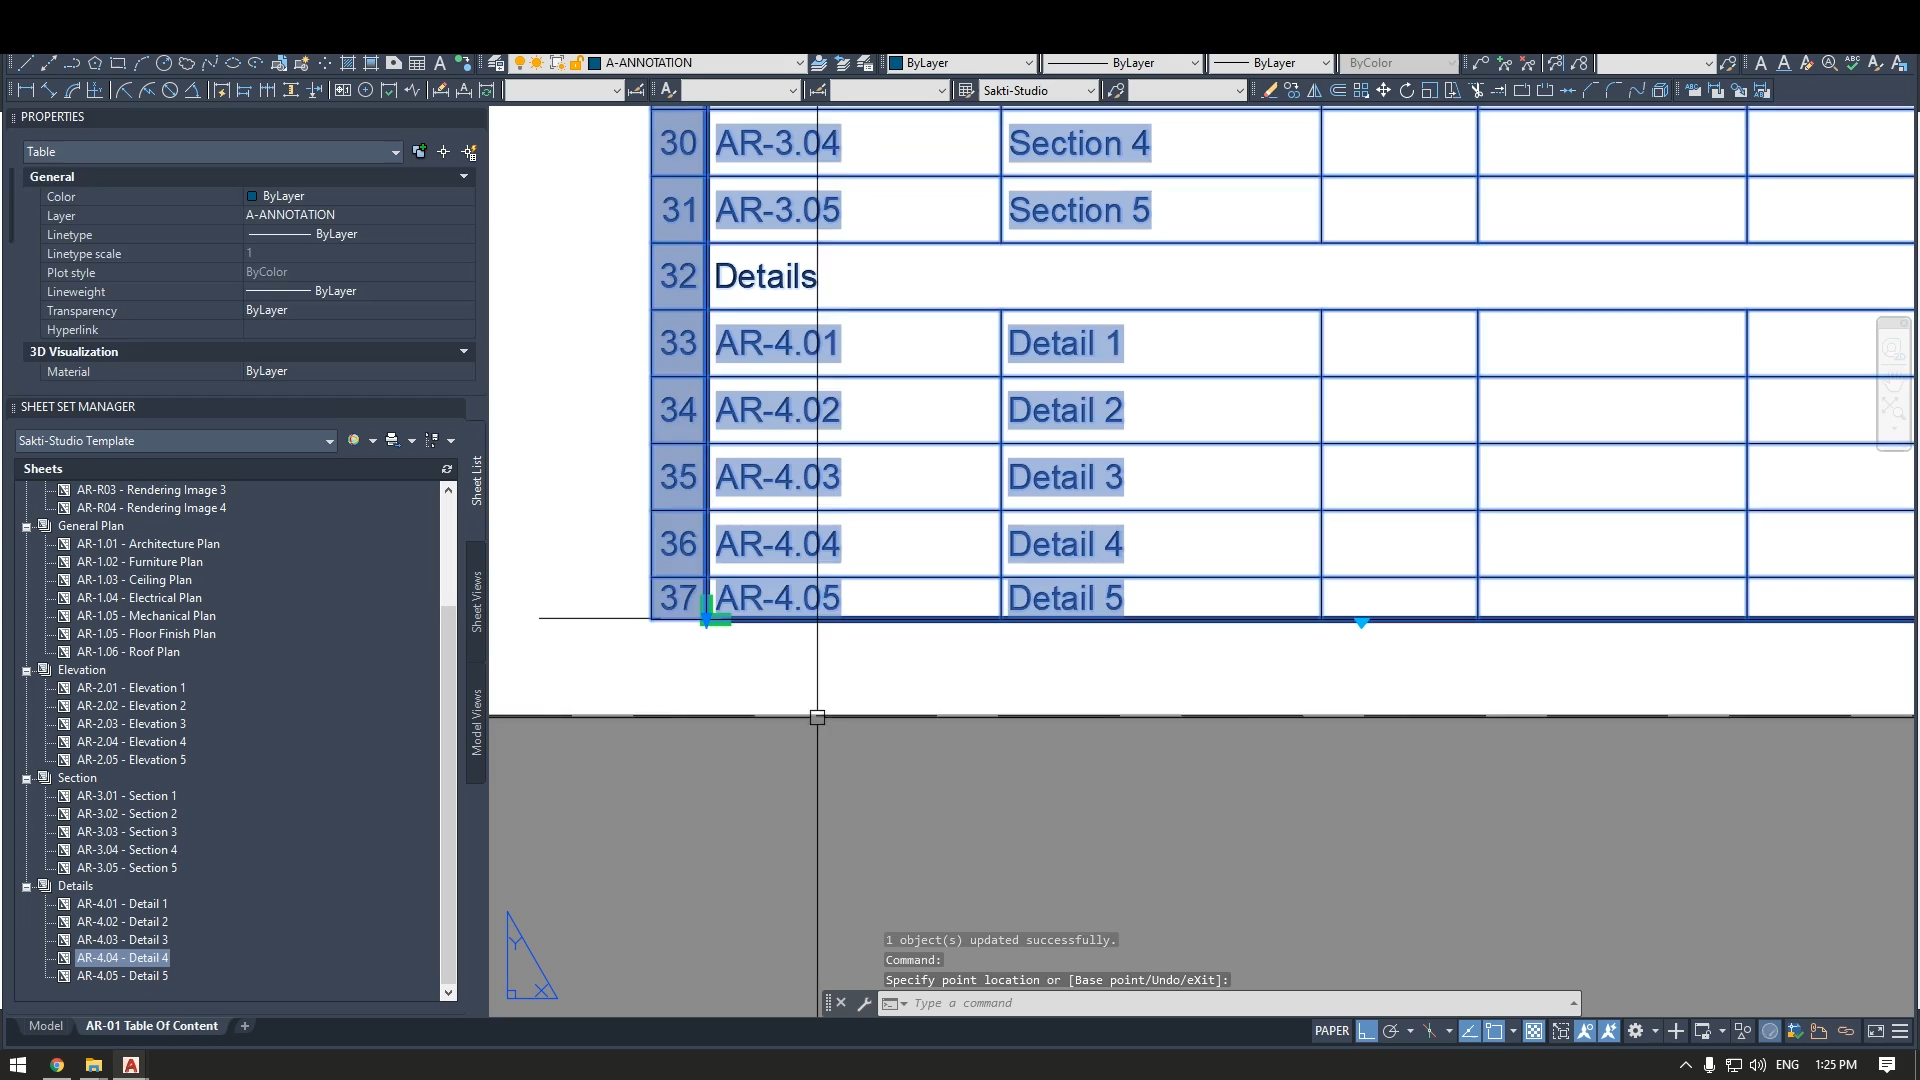 A-ANNOTATION
ByLayer
ByLayer
ByLayer
ByColor
Sakti-Studio
PROPERTIES
Table
General
Color ByLayer
Layer A-ANNOTATION
Linetype ByLayer
Linetype scale 1
Plot style ByColor
Lineweight ByLayer
Transparency ByLayer
Hyperlink
3D Visualization
Material ByLayer
SHEET SET MANAGER
Sakti-Studio Template
Sheets
AR-R03 - Rendering Image 3
AR-R04 - Rendering Image 4
General Plan
AR-1.01 - Architecture Plan
AR-1.02 - Furniture Plan
AR-1.03 - Ceiling Plan
AR-1.04 - Electrical Plan
AR-1.05 - Mechanical Plan
AR-1.05 - Floor Finish Plan
AR-1.06 - Roof Plan
Elevation
AR-2.01 - Elevation 1
AR-2.02 - Elevation 2
AR-2.03 - Elevation 3
AR-2.04 - Elevation 4
AR-2.05 - Elevation 5
Section
AR-3.01 - Section 1
AR-3.02 - Section 2
AR-3.03 - Section 3
AR-3.04 - Section 4
AR-3.05 - Section 5
Details
AR-4.01 - Detail 1
AR-4.02 - Detail 2
AR-4.03 - Detail 3
AR-4.04 - Detail 4
AR-4.05 - Detail 5
Sheet List
Sheet Views
Model Views
30 AR-3.04 Section 4
31 AR-3.05 Section 5
32 Details
33 AR-4.01 Detail 1
34 AR-4.02 Detail 2
35 AR-4.03 Detail 3
36 AR-4.04 Detail 4
37 AR-4.05 Detail 5
Y
X
1 object(s) updated successfully.
Command:
Specify point location or [Base point/Undo/eXit]:
Type a command
Model
AR-01 Table Of Content
PAPER
ENG
1:25 PM